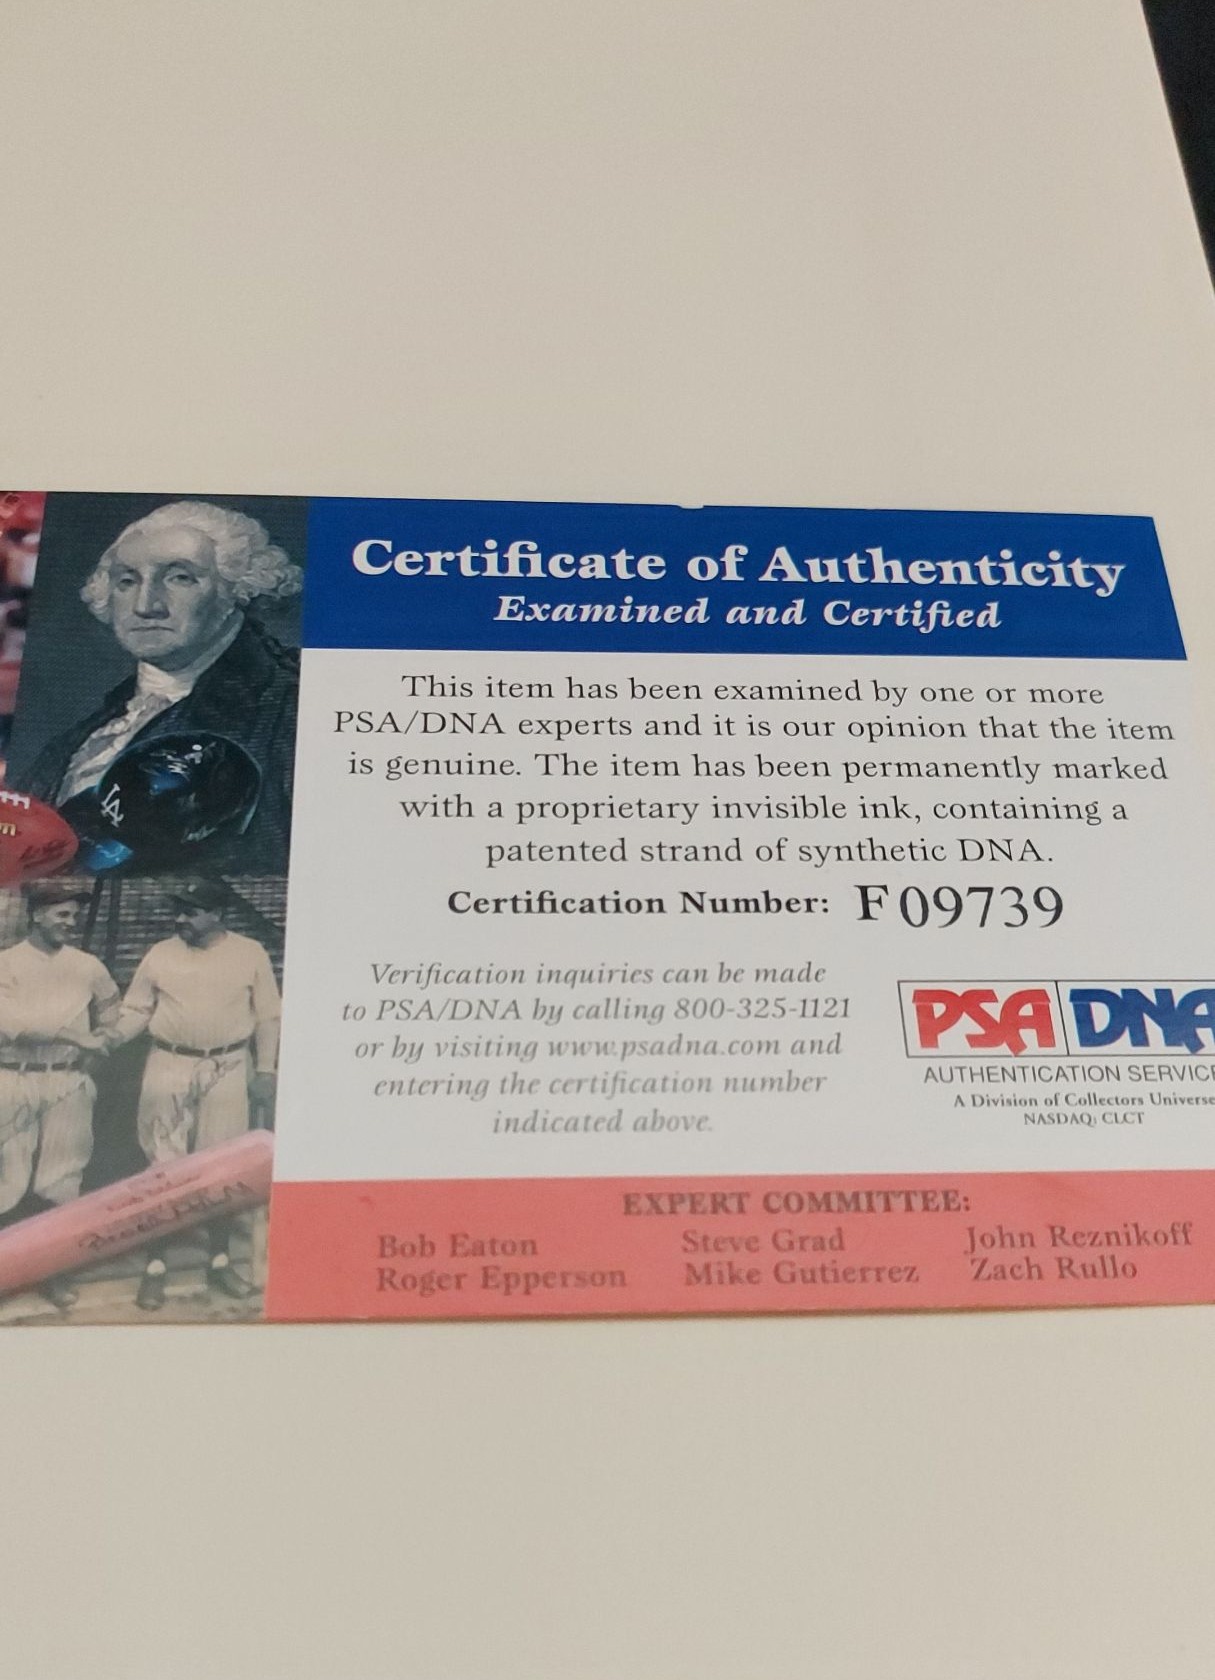 Certificate of Authenticity
Examined and Certified
This item has been examined by one or more
PSA/DNA experts and it is our opinion that the item
is genuine. The item has been permanently marked
with a proprietary invisible ink, containing a
patented strand of synthetic DNA.
Certification Number: F09739
Verification inquiries can be made
to PSA/DNA by calling 800-325-1121
or by visiting www.psadna.com and
entering the certification number
indicated above.
PSA DNA
AUTHENTICATION SERVICE
A Division of Collectors Universe
NASDAQ: CLCT
EXPERT COMMITTEE:
Bob Eaton Steve Grad John Reznikoff
Roger Epperson Mike Gutierrez Zach Rullo
LA